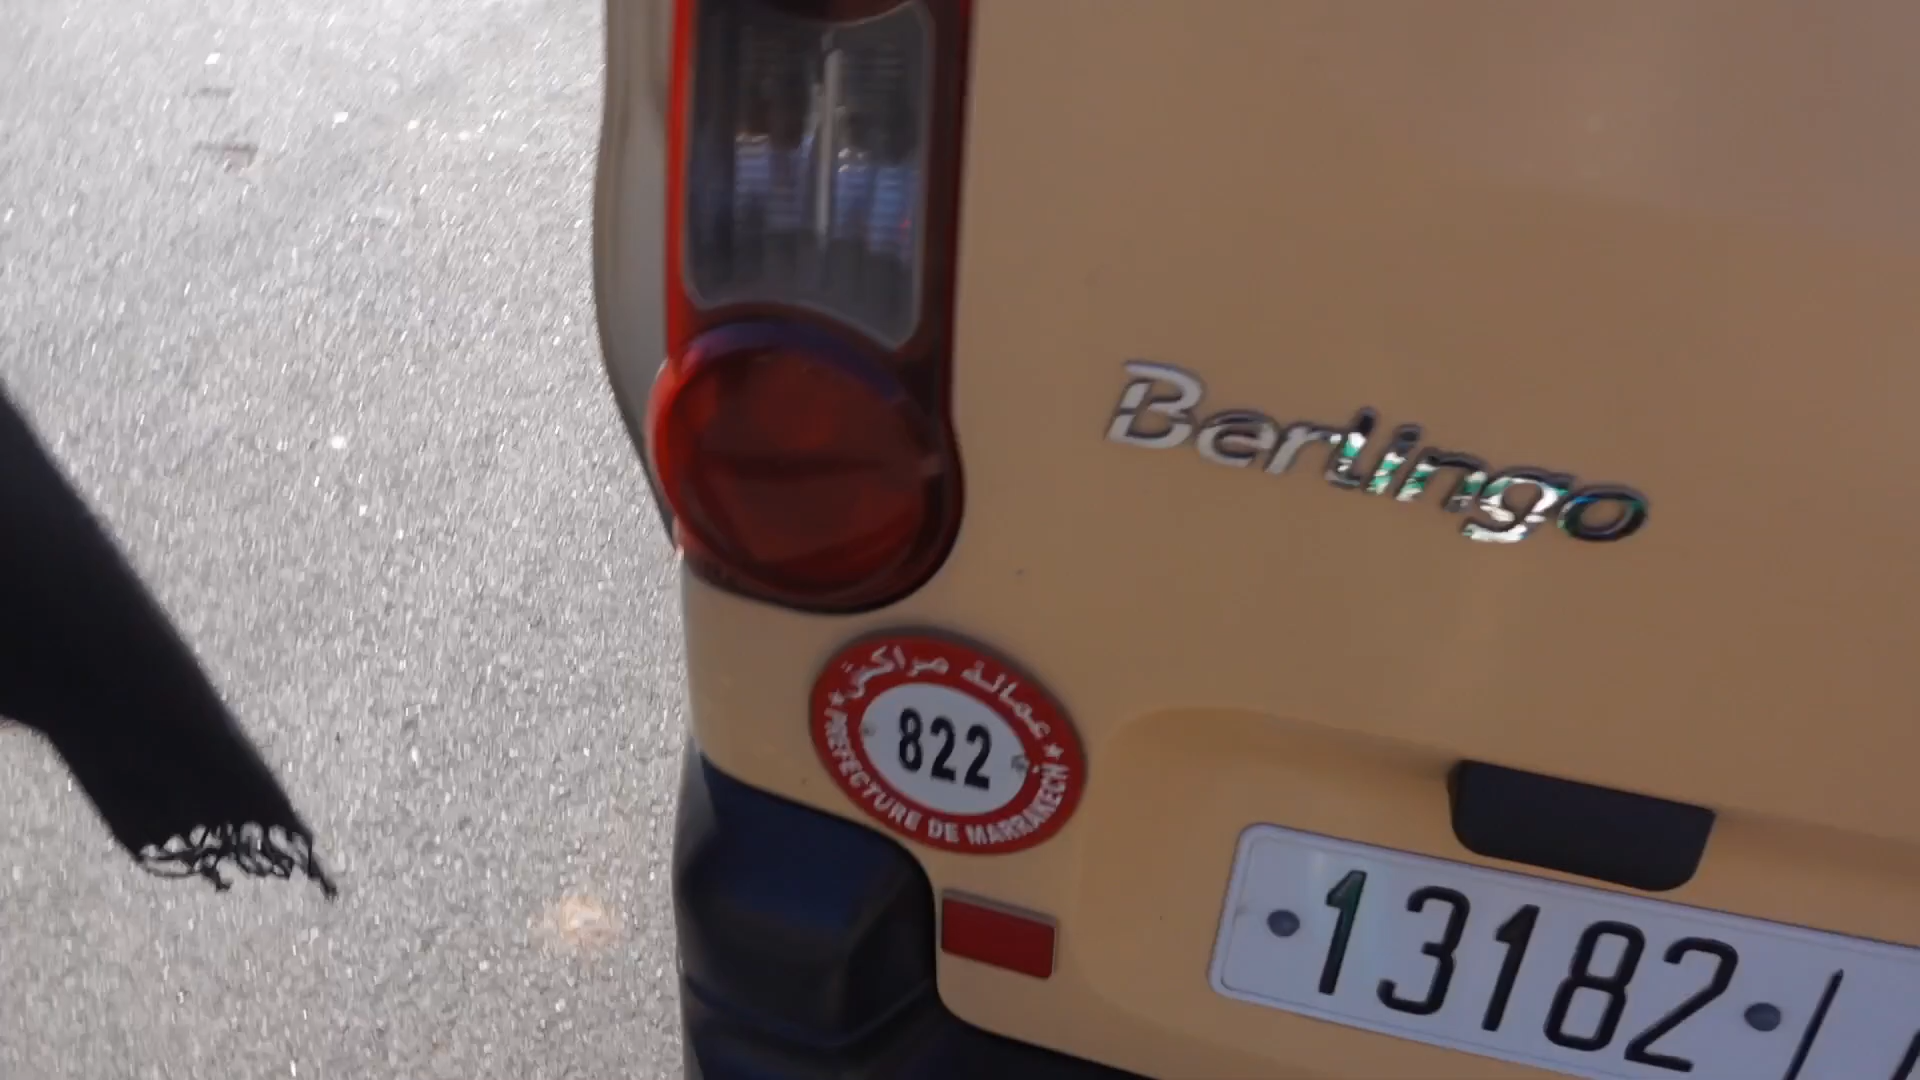 Berlingo
عمالة مراكش
822
★ PREFECTURE DE MARRAKECH ★
13182 |